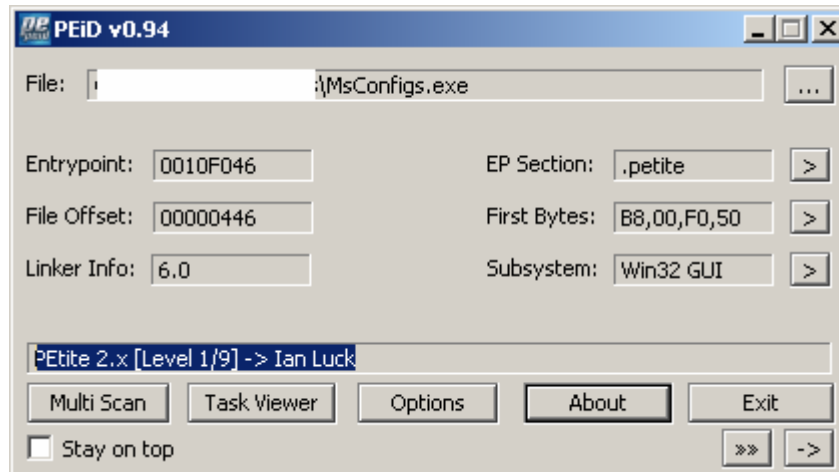 PEiD v0.94
File: \MsConfigs.exe ...
Entrypoint: 0010F046 EP Section: .petite >
File Offset: 00000446 First Bytes: B8,00,F0,50 >
Linker Info: 6.0 Subsystem: Win32 GUI >
PEtite 2.x [Level 1/9] -> Ian Luck
Multi Scan Task Viewer Options About Exit
Stay on top »» ->